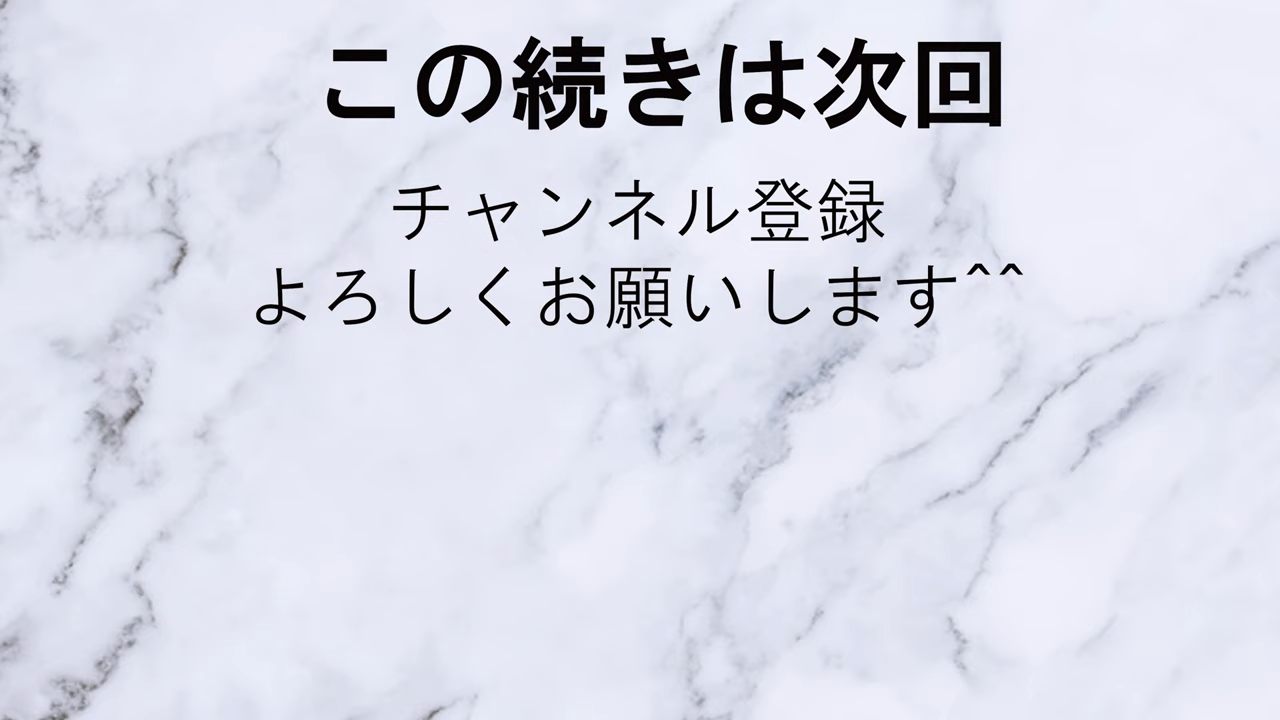 この続きは次回
チャンネル登録
よろしくお願いします^^